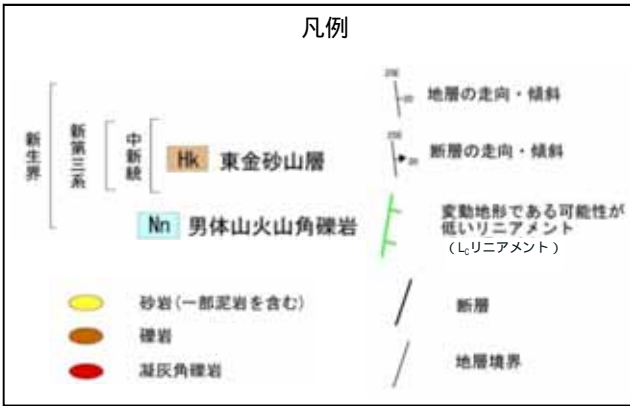 凡例
新生界
新第三系
中新統
Hk 東金砂山層
Nn 男体山火山角礫岩
砂岩(一部泥岩を含む)
礫岩
凝灰角礫岩
地層の走向・傾斜
断層の走向・傾斜
変動地形である可能性が
低いリニアメント
(LCリニアメント)
断層
地層境界